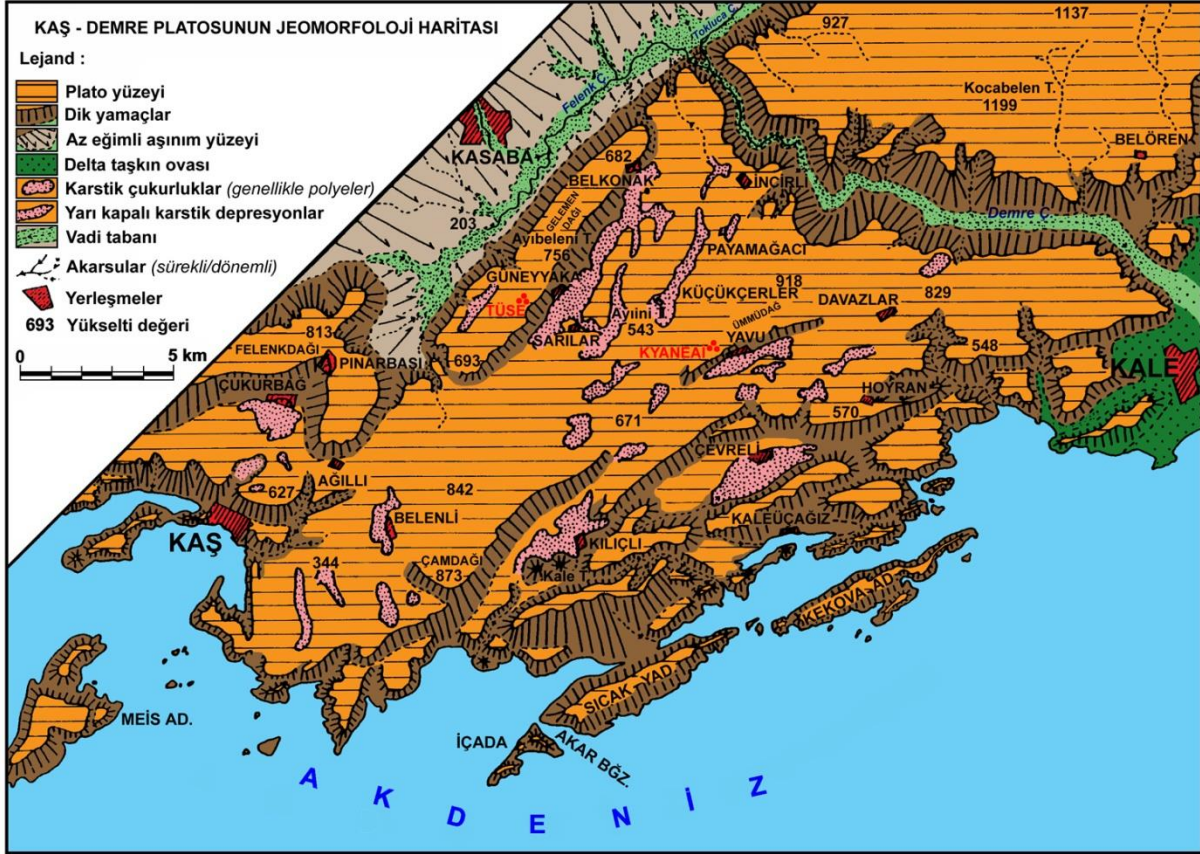 KAŞ - DEMRE PLATOSUNUN JEOMORFOLOJİ HARİTASI
Lejand :
Plato yüzeyi
Dik yamaçlar
Az eğimli aşınım yüzeyi
Delta taşkın ovası
Karstik çukurluklar (genellikle polyeler)
Yarı kapalı karstik depresyonlar
Vadi tabanı
Akarsular (sürekli/dönemli)
Yerleşmeler
693 Yükselti değeri
0 5 km
927
1137
Tokluca Ç.
Felenk Ç.
Kocabelen T.
1199
BELÖREN
KASABA
682
BELKONAK
İNCİRLİ
GELEMEN
DAĞI
203
Demre Ç.
Ayıbeleni T.
756
PAYAMAĞACI
GÜNEYYAKA
918
TÜSE
KÜÇÜKÇERLER
DAVAZLAR
829
Ayıini
543
ÜMMÜDAĞ
813
SARILAR
YAVU
FELENKDAĞI
KYANEAİ
548
PINARBAŞI
693
KALE
ÇUKURBAĞ
HOYRAN
570
671
ÇEVRELİ
AĞILLI
627
842
BELENLİ
KALEÜÇAĞIZ
KAŞ
KILIÇLI
ÇAMDAĞI
873
344
Kale T.
KEKOVA AD.
SICAK YAD.
MEİS AD.
İÇADA
AKAR BĞZ.
AKDENİZ